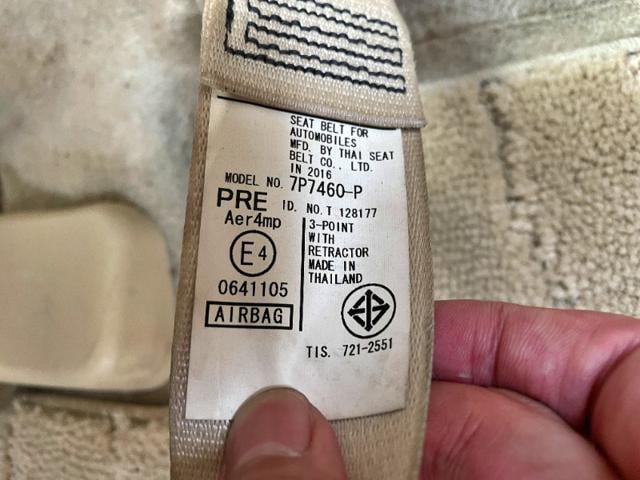 SEAT BELT FOR
AUTOMOBILES
MFD. BY THAI SEAT
BELT CO., LTD.
IN 2016
MODEL NO. 7P7460-P
PRE ID. NO.T 128177
Aer4mp
E4
0641105
AIRBAG
3-POINT
WITH
RETRACTOR
MADE IN
THAILAND
TIS. 721-2551